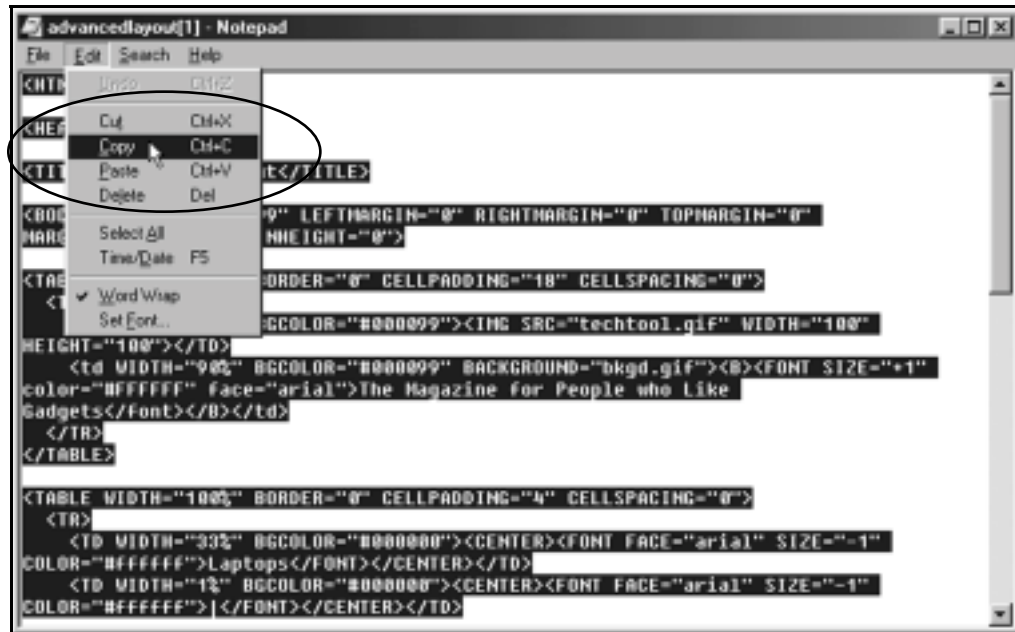 advancedlayout[1] - Notepad
File Edit Search Help
Undo Ctrl+Z
Cut Ctrl+X
Copy Ctrl+C
Paste Ctrl+V
Delete Del
Select All
Time/Date F5
Word Wrap
Set Font...
<HT
<HEA
<TIT t</TITLE>
<BOD 9" LEFTMARGIN="0" RIGHTMARGIN="0" TOPMARGIN="0"
MARG NHEIGHT="0">
<TAB BORDER="0" CELLPADDING="18" CELLSPACING="0">
<T
GCOLOR="#000099"><IMG SRC="techtool.gif" WIDTH="100"
HEIGHT="100"></TD>
<td WIDTH="90%" BGCOLOR="#000099" BACKGROUND="bkgd.gif"><B><FONT SIZE="+1"
color="#FFFFFF" face="arial">The Magazine for People who Like
Gadgets</font></B></td>
</TR>
</TABLE>
<TABLE WIDTH="100%" BORDER="0" CELLPADDING="4" CELLSPACING="0">
<TR>
<TD WIDTH="33%" BGCOLOR="#000000"><CENTER><FONT FACE="arial" SIZE="-1"
COLOR="#ffffff">Laptops</FONT></CENTER></TD>
<TD WIDTH="1%" BGCOLOR="#000000"><CENTER><FONT FACE="arial" SIZE="-1"
COLOR="#ffffff">|</FONT></CENTER></TD>